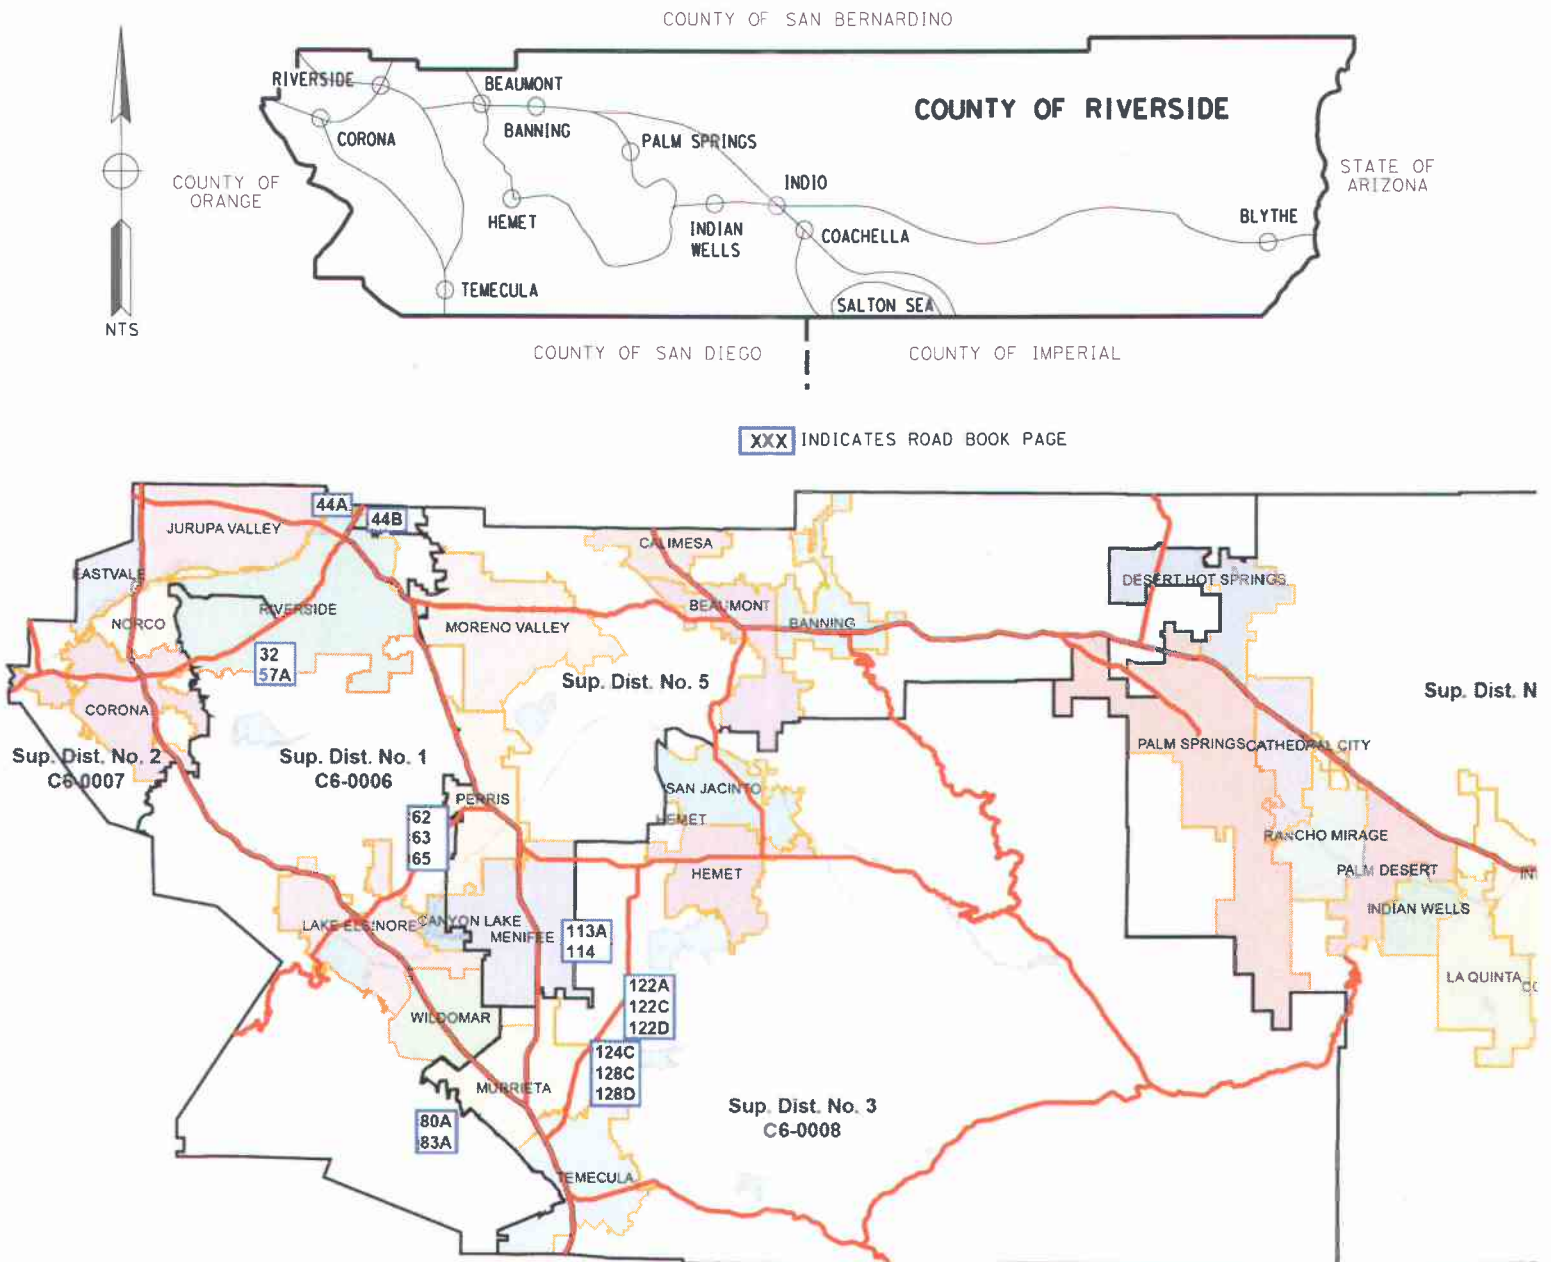 COUNTY OF SAN BERNARDINO
RIVERSIDE
BEAUMONT
COUNTY OF RIVERSIDE
CORONA
BANNING
PALM SPRINGS
STATE OF
ARIZONA
COUNTY OF
ORANGE
INDIO
HEMET
INDIAN
WELLS
COACHELLA
BLYTHE
TEMECULA
SALTON SEA
NTS
COUNTY OF SAN DIEGO
COUNTY OF IMPERIAL
XXX INDICATES ROAD BOOK PAGE
44A
44B
JURUPA VALLEY
CALIMESA
EASTVALE
DESERT HOT SPRINGS
NORCO
RIVERSIDE
BEAUMONT
MORENO VALLEY
BANNING
32
57A
Sup. Dist. No. 5
Sup. Dist. N
CORONA
Sup. Dist. No. 2
C6-0007
Sup. Dist. No. 1
C6-0006
PALM SPRINGS
CATHEDRAL CITY
SAN JACINTO
PERRIS
HEMET
62
63
65
RANCHO MIRAGE
HEMET
PALM DESERT
IN
INDIAN WELLS
LAKE ELSINORE
CANYON LAKE
MENIFEE
113A
114
LA QUINTA
CO
122A
122C
122D
WILDOMAR
124C
128C
128D
MURRIETA
Sup. Dist. No. 3
C6-0008
80A
83A
TEMECULA